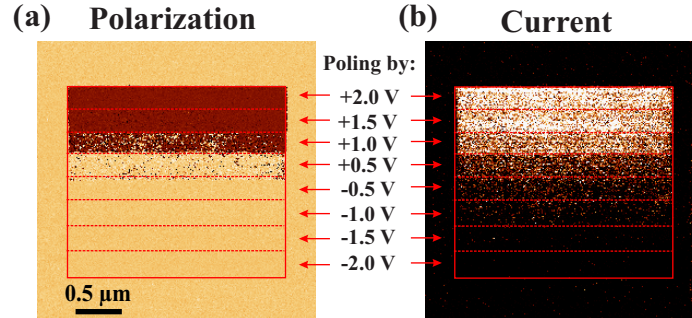 (a) Polarization
(b) Current
Poling by:
+2.0 V
+1.5 V
+1.0 V
+0.5 V
-0.5 V
-1.0 V
-1.5 V
-2.0 V
0.5 μm